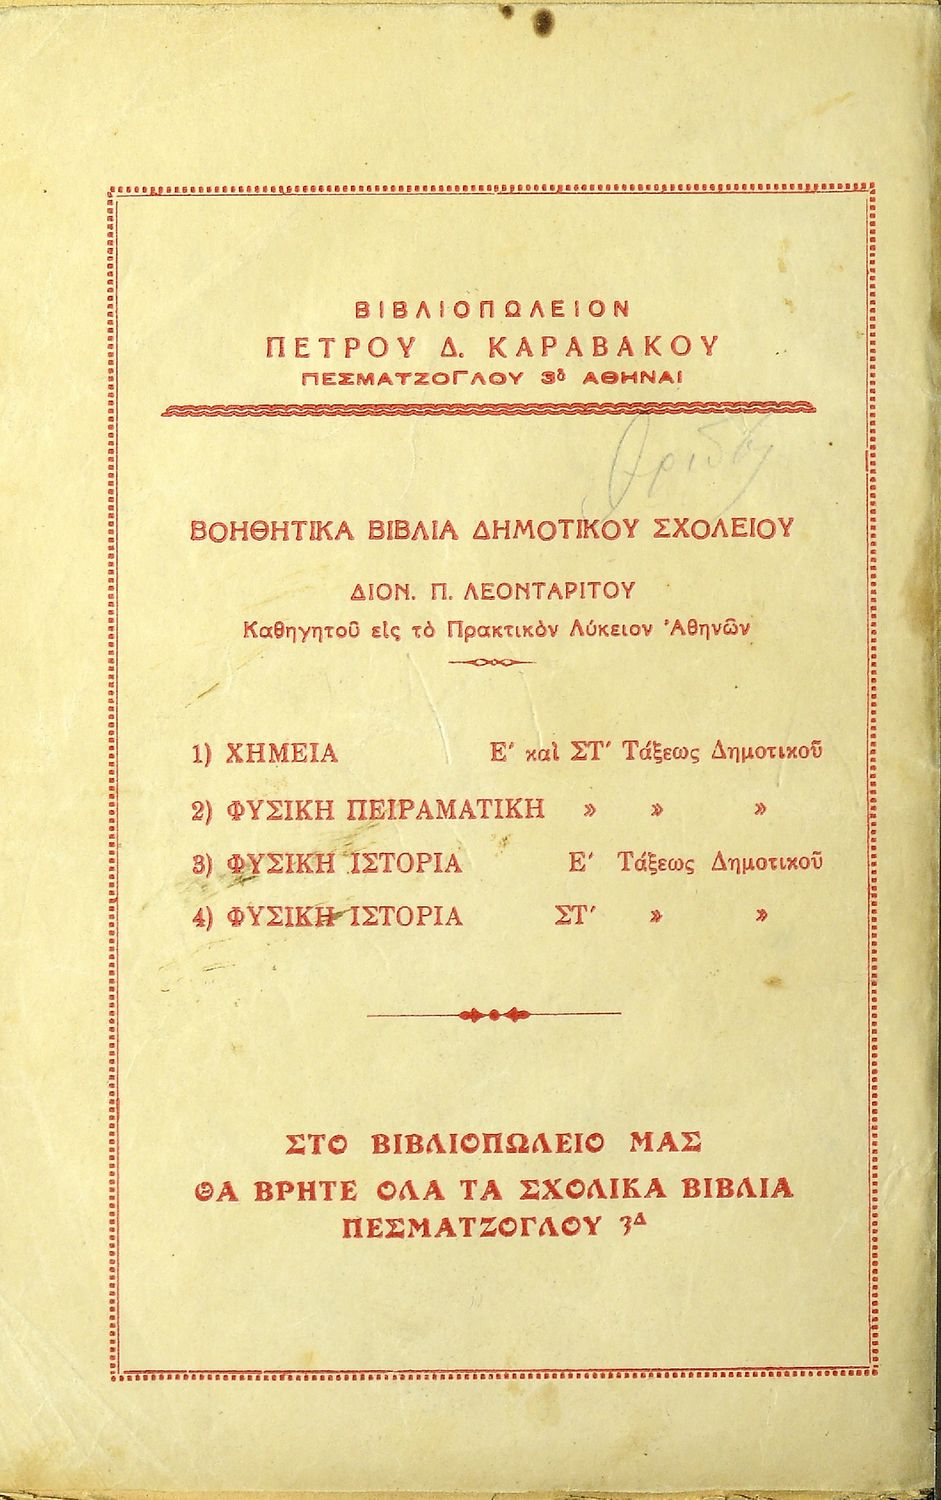 ΒΙΒΛΙΟΠΩΛΕΙΟΝ
ΠΕΤΡΟΥ Δ. ΚΑΡΑΒΑΚΟΥ
ΠΕΣΜΑΤΖΟΓΛΟΥ 3δ ΑΘΗΝΑΙ
ΒΟΗΘΗΤΙΚΑ ΒΙΒΛΙΑ ΔΗΜΟΤΙΚΟΥ ΣΧΟΛΕΙΟΥ
ΔΙΟΝ. Π. ΛΕΟΝΤΑΡΙΤΟΥ
Καθηγητοῦ εἰς τὸ Πρακτικὸν Λύκειον Ἀθηνῶν
1) ΧΗΜΕΙΑ Ε′ καὶ ΣΤ′ Τάξεως Δημοτικοῦ
2) ΦΥΣΙΚΗ ΠΕΙΡΑΜΑΤΙΚΗ » » »
3) ΦΥΣΙΚΗ ΙΣΤΟΡΙΑ Ε′ Τάξεως Δημοτικοῦ
4) ΦΥΣΙΚΗ ΙΣΤΟΡΙΑ ΣΤ′ » »
ΣΤΟ ΒΙΒΛΙΟΠΩΛΕΙΟ ΜΑΣ
ΘΑ ΒΡΗΤΕ ΟΛΑ ΤΑ ΣΧΟΛΙΚΑ ΒΙΒΛΙΑ
ΠΕΣΜΑΤΖΟΓΛΟΥ 3Δ